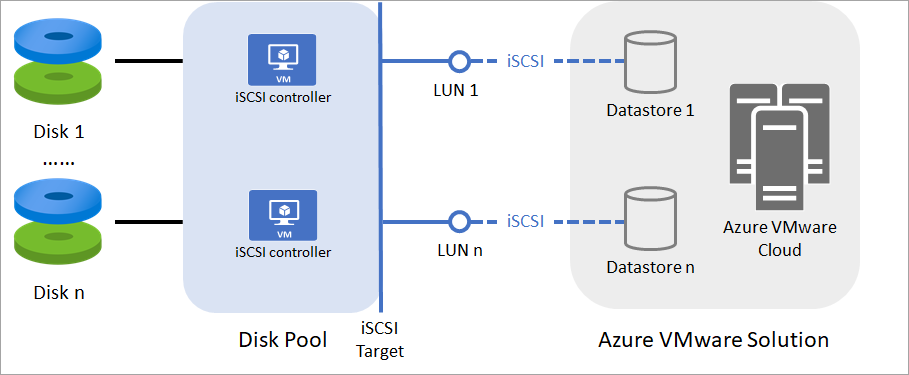 VM
iSCSI controller
LUN 1
iSCSI
Datastore 1
Disk 1
......
VM
iSCSI controller
LUN n
iSCSI
Datastore n
Azure VMware
Cloud
Disk n
Disk Pool
iSCSI
Target
Azure VMware Solution